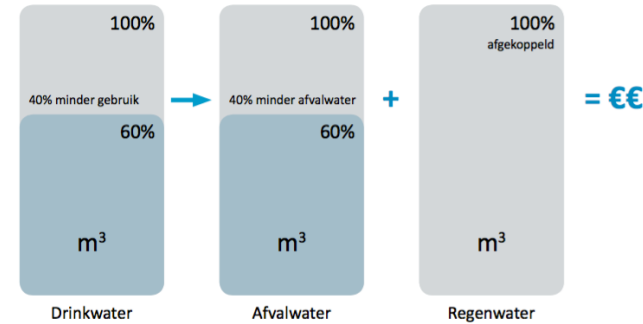 100%
40% minder gebruik
60%
m³
Drinkwater
100%
40% minder afvalwater
60%
m³
Afvalwater
+
100%
afgekoppeld
m³
Regenwater
= €€